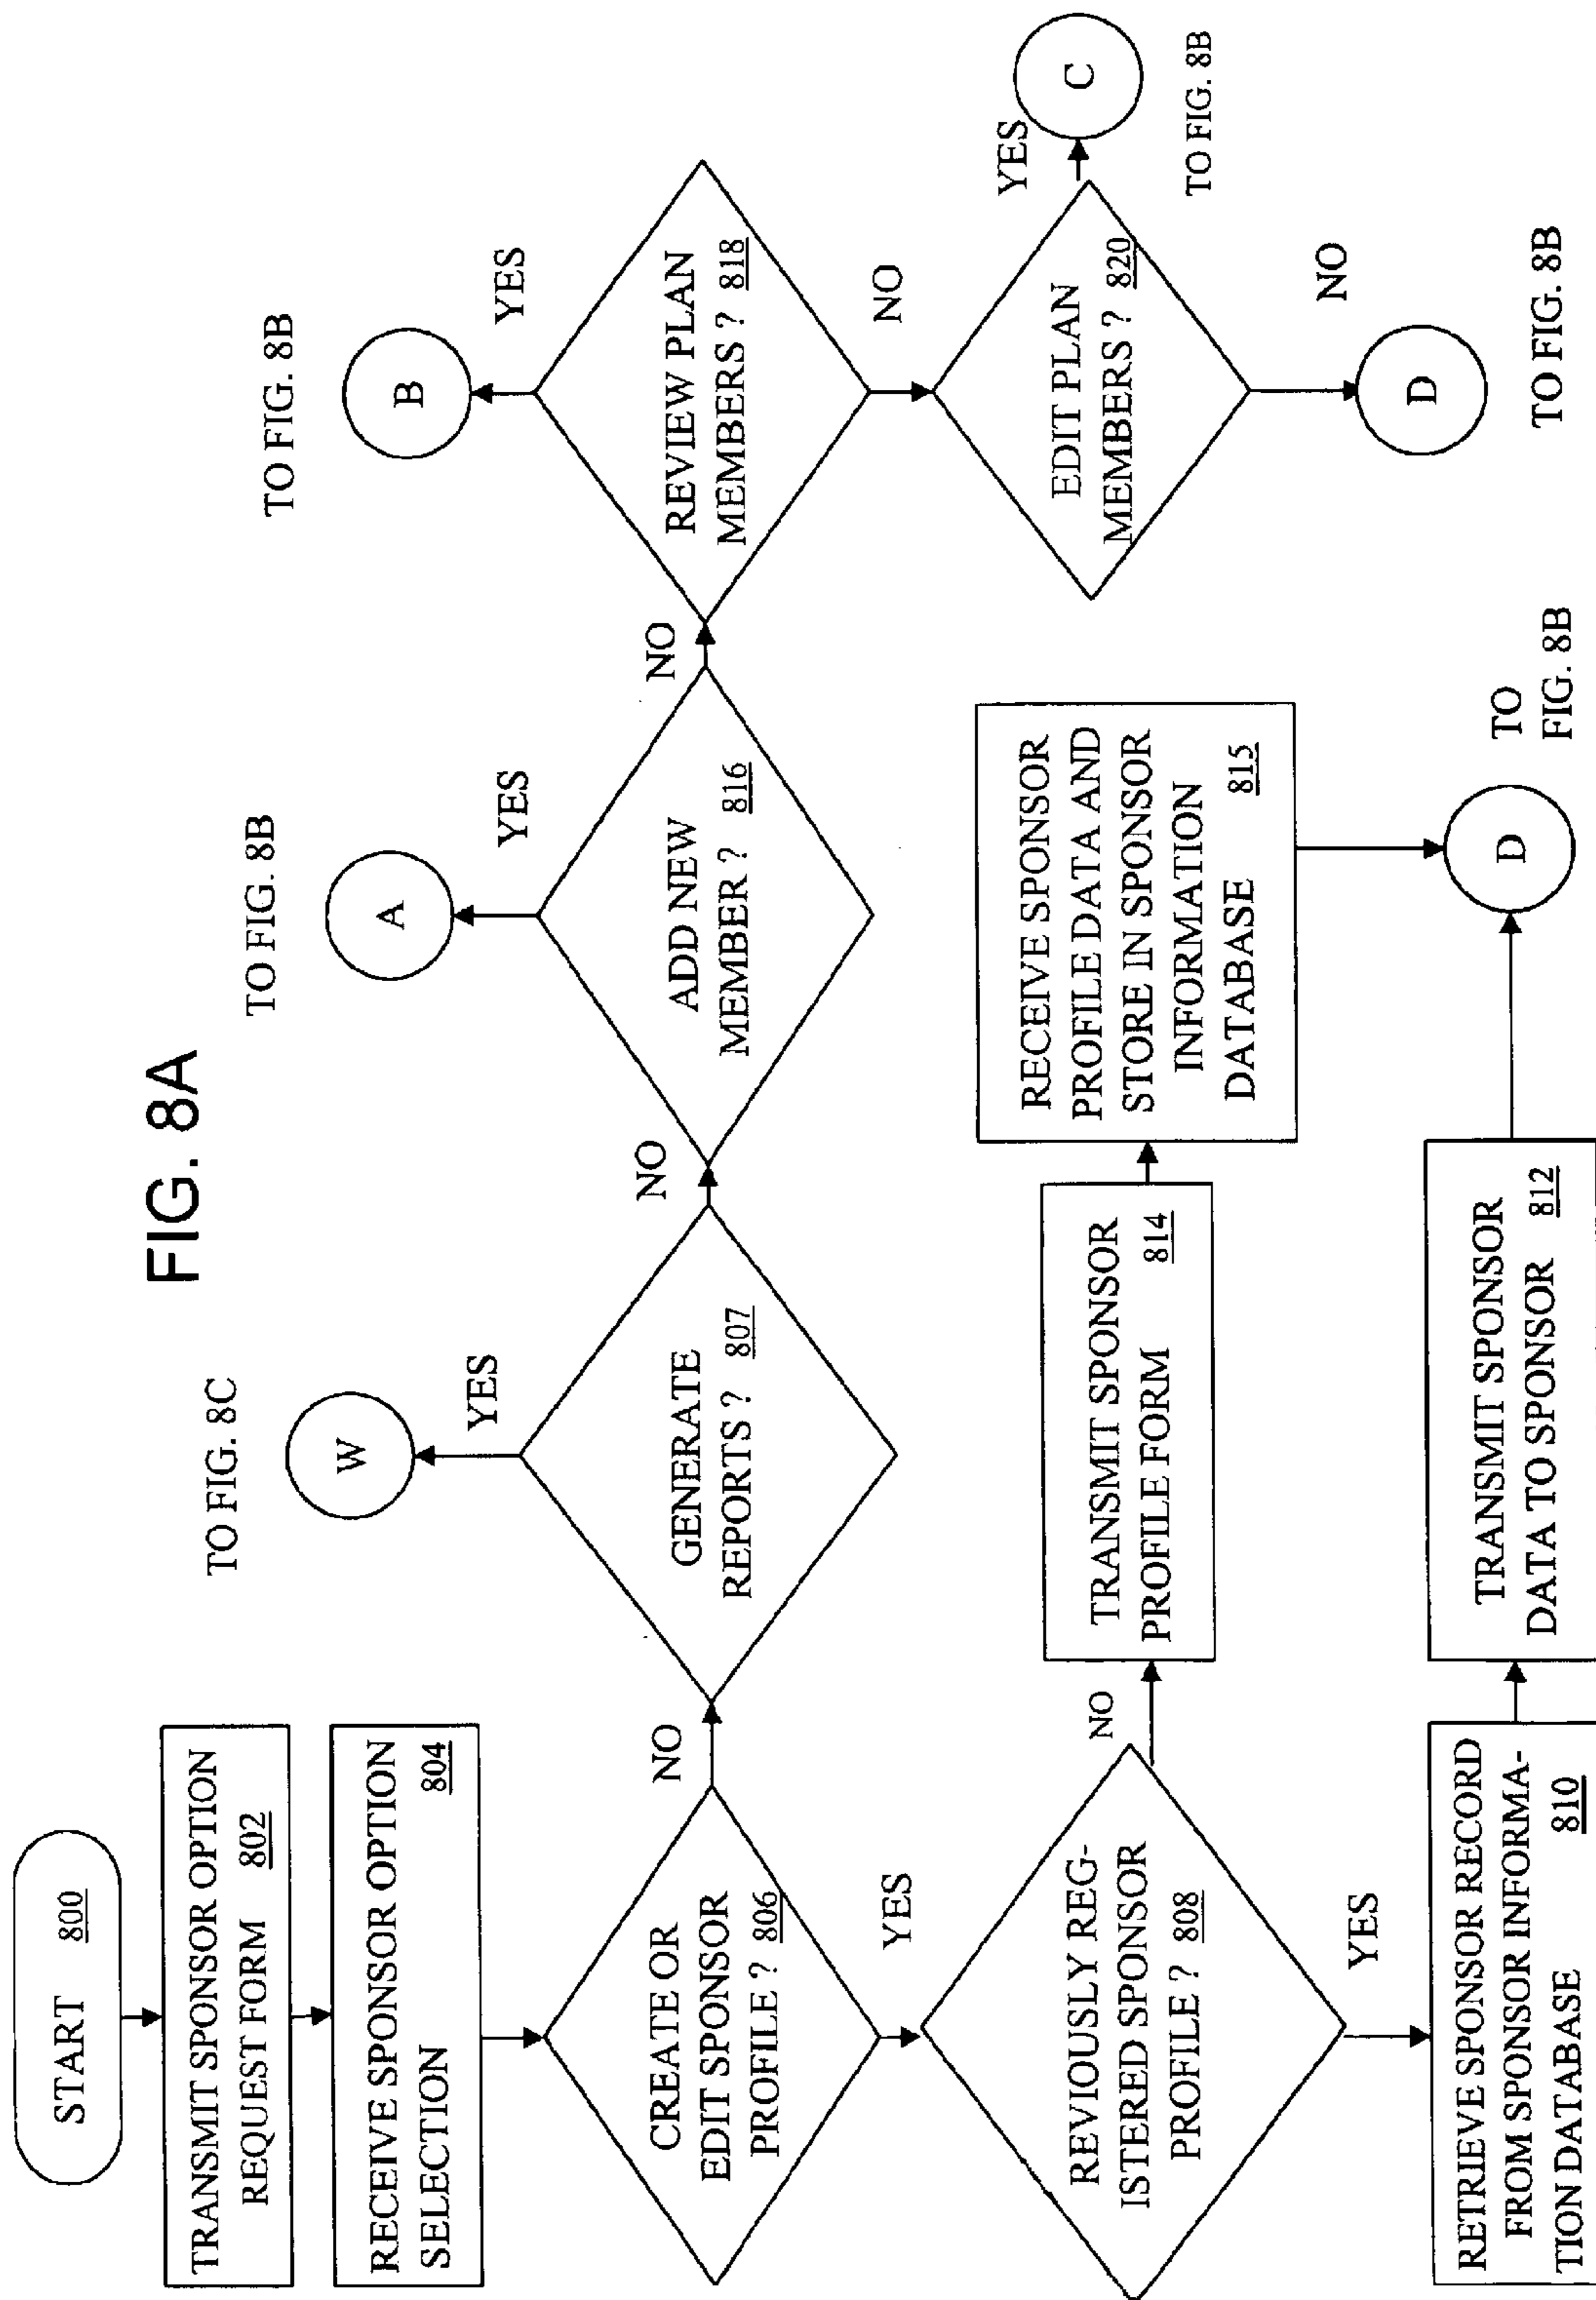 FIG. 8A
START 800
TRANSMIT SPONSOR OPTION
REQUEST FORM 802
RECEIVE SPONSOR OPTION
SELECTION 804
CREATE OR
EDIT SPONSOR
PROFILE ? 806
NO
YES
TO FIG. 8C
W
YES
GENERATE
REPORTS ? 807
NO
TO FIG. 8B
A
YES
ADD NEW
MEMBER ? 816
NO
TO FIG. 8B
B
YES
REVIEW PLAN
MEMBERS ? 818
NO
EDIT PLAN
MEMBERS ? 820
YES
C
TO FIG. 8B
NO
D
TO FIG. 8B
REVIOUSLY REG-
ISTERED SPONSOR
PROFILE ? 808
NO
YES
TRANSMIT SPONSOR
PROFILE FORM 814
RECEIVE SPONSOR
PROFILE DATA AND
STORE IN SPONSOR
INFORMATION
DATABASE 815
RETRIEVE SPONSOR RECORD
FROM SPONSOR INFORMA-
TION DATABASE 810
TRANSMIT SPONSOR
DATA TO SPONSOR 812
D
TO
FIG. 8B